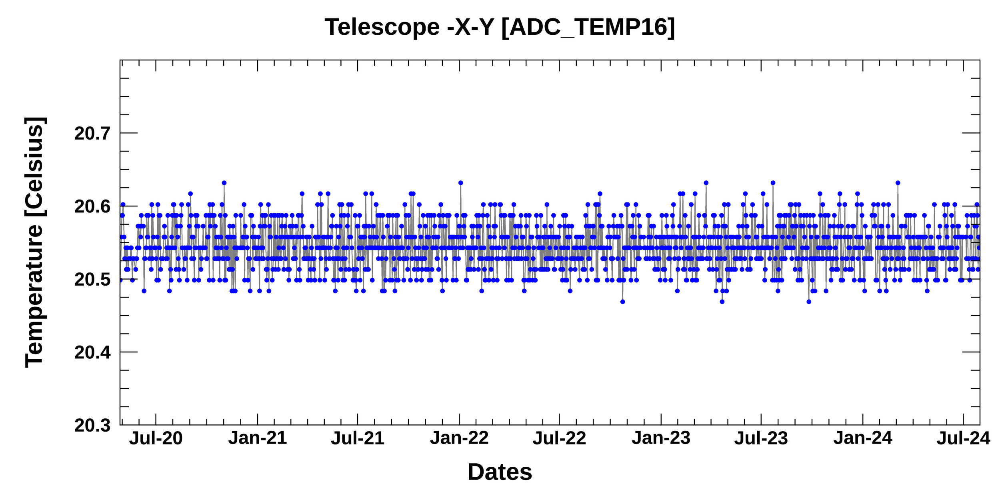 Telescope -X-Y [ADC_TEMP16]
Temperature [Celsius]
20.7
20.6
20.5
20.4
20.3
Jul-20 Jan-21 Jul-21 Jan-22 Jul-22 Jan-23 Jul-23 Jan-24 Jul-24
Dates